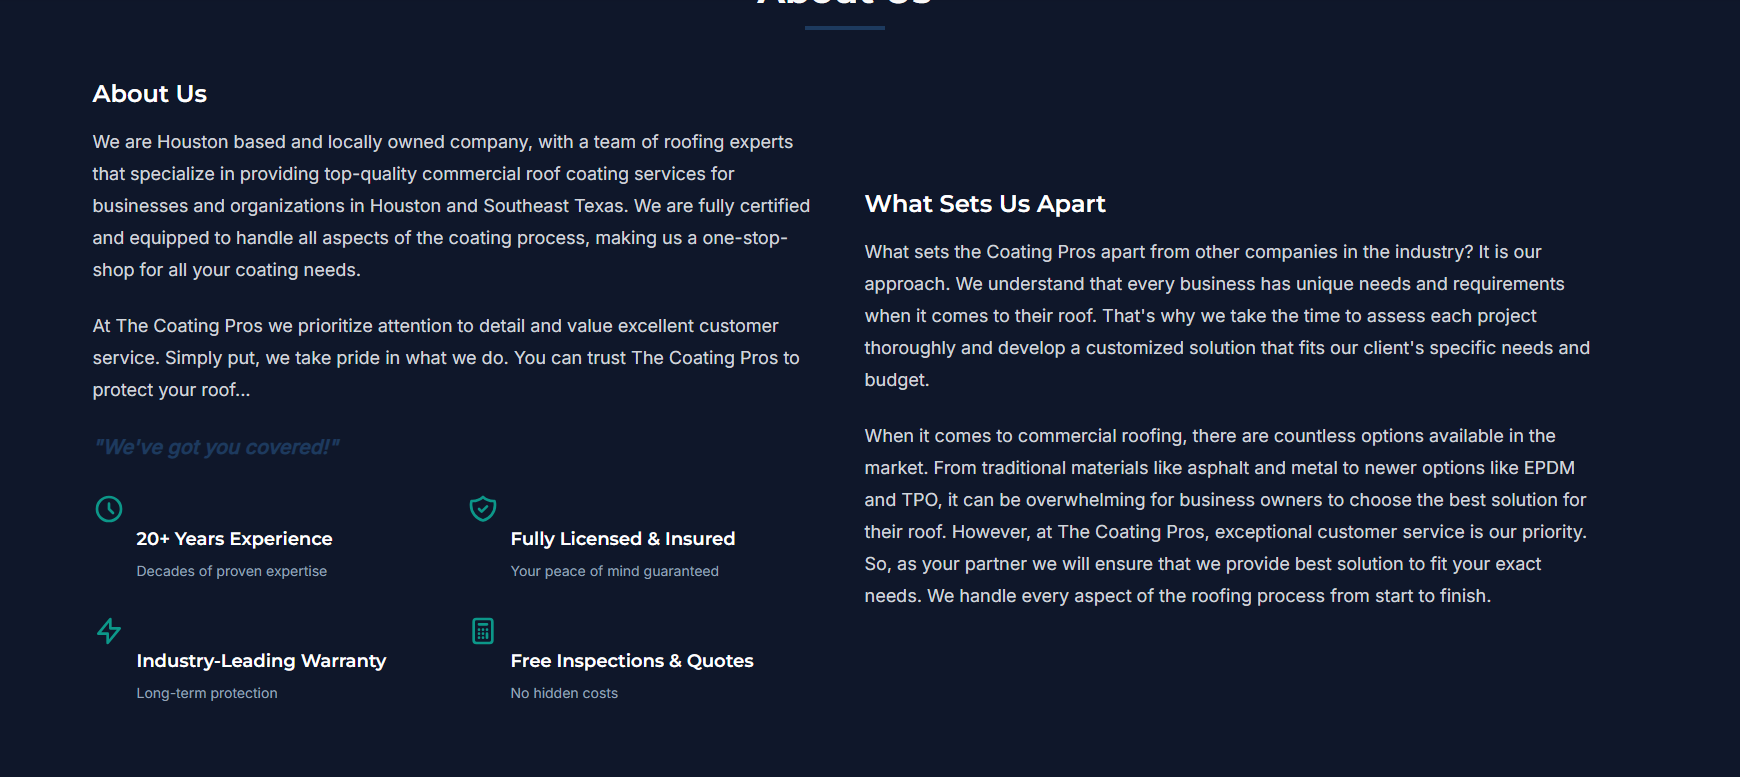 About Us
About Us
We are Houston based and locally owned company, with a team of roofing experts
that specialize in providing top-quality commercial roof coating services for
businesses and organizations in Houston and Southeast Texas. We are fully certified
and equipped to handle all aspects of the coating process, making us a one-stop-
shop for all your coating needs.
At The Coating Pros we prioritize attention to detail and value excellent customer
service. Simply put, we take pride in what we do. You can trust The Coating Pros to
protect your roof...
"We've got you covered!"
20+ Years Experience
Decades of proven expertise
Fully Licensed & Insured
Your peace of mind guaranteed
Industry-Leading Warranty
Long-term protection
Free Inspections & Quotes
No hidden costs
What Sets Us Apart
What sets the Coating Pros apart from other companies in the industry? It is our
approach. We understand that every business has unique needs and requirements
when it comes to their roof. That's why we take the time to assess each project
thoroughly and develop a customized solution that fits our client's specific needs and
budget.
When it comes to commercial roofing, there are countless options available in the
market. From traditional materials like asphalt and metal to newer options like EPDM
and TPO, it can be overwhelming for business owners to choose the best solution for
their roof. However, at The Coating Pros, exceptional customer service is our priority.
So, as your partner we will ensure that we provide best solution to fit your exact
needs. We handle every aspect of the roofing process from start to finish.